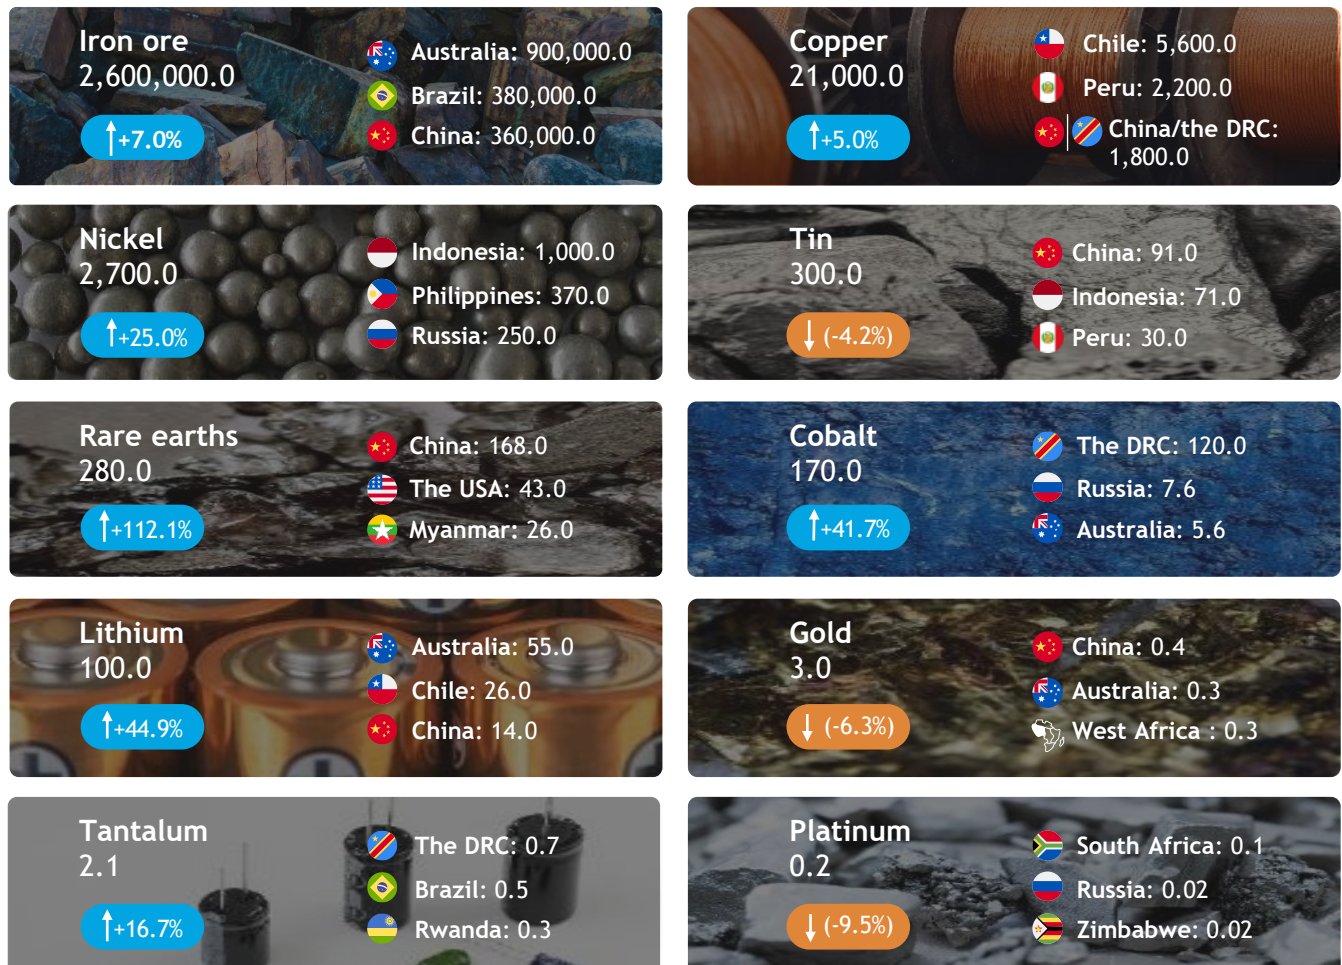 Iron ore
2,600,000.0
+7.0%
Australia: 900,000.0
Brazil: 380,000.0
China: 360,000.0
Copper
21,000.0
+5.0%
Chile: 5,600.0
Peru: 2,200.0
China/the DRC:
1,800.0
Nickel
2,700.0
+25.0%
Indonesia: 1,000.0
Philippines: 370.0
Russia: 250.0
Tin
300.0
(-4.2%)
China: 91.0
Indonesia: 71.0
Peru: 30.0
Rare earths
280.0
+112.1%
China: 168.0
The USA: 43.0
Myanmar: 26.0
Cobalt
170.0
+41.7%
The DRC: 120.0
Russia: 7.6
Australia: 5.6
Lithium
100.0
+44.9%
Australia: 55.0
Chile: 26.0
China: 14.0
Gold
3.0
(-6.3%)
China: 0.4
Australia: 0.3
West Africa : 0.3
Tantalum
2.1
+16.7%
The DRC: 0.7
Brazil: 0.5
Rwanda: 0.3
Platinum
0.2
(-9.5%)
South Africa: 0.1
Russia: 0.02
Zimbabwe: 0.02